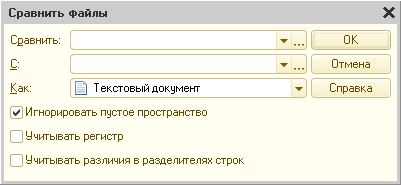 Сравнить файлы
Сравнить: ... OK
С: ... Отмена
Как: Текстовый документ Справка
Игнорировать пустое пространство
Учитывать регистр
Учитывать различия в разделителях строк